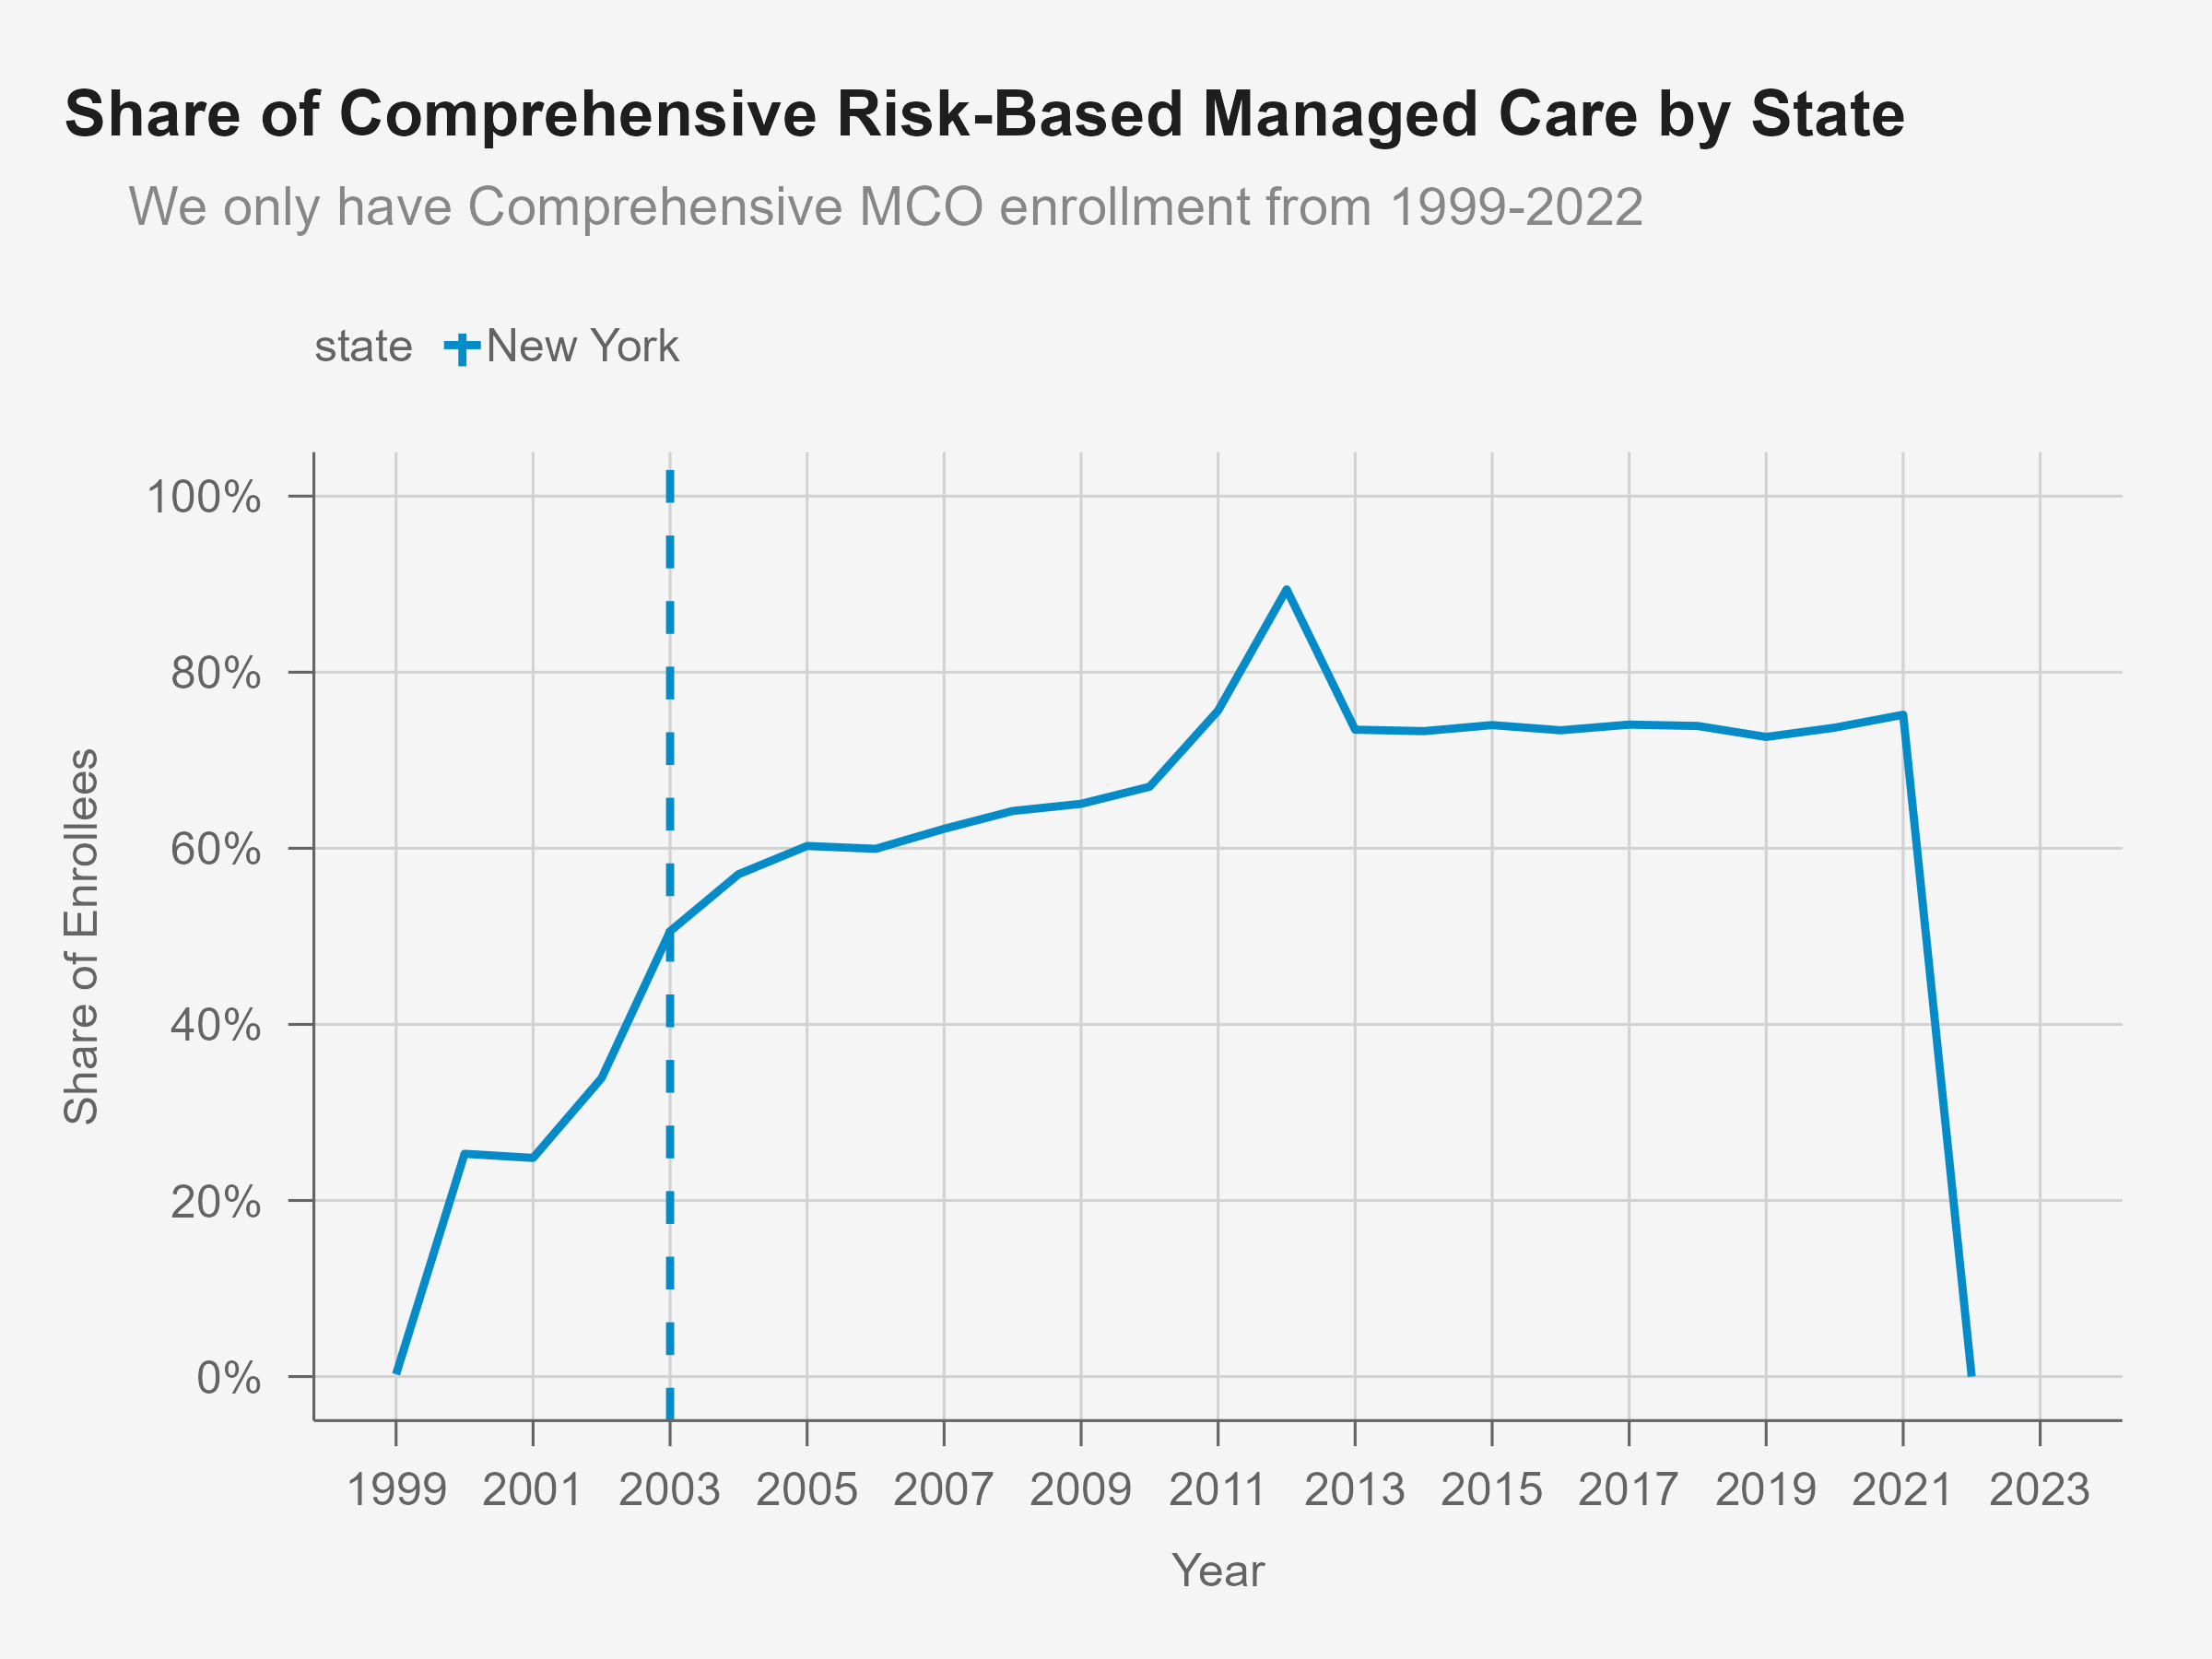 Share of Comprehensive Risk-Based Managed Care by State
We only have Comprehensive MCO enrollment from 1999-2022
state New York
100%
80%
60%
40%
20%
0%
Share of Enrollees
1999 2001 2003 2005 2007 2009 2011 2013 2015 2017 2019 2021 2023
Year